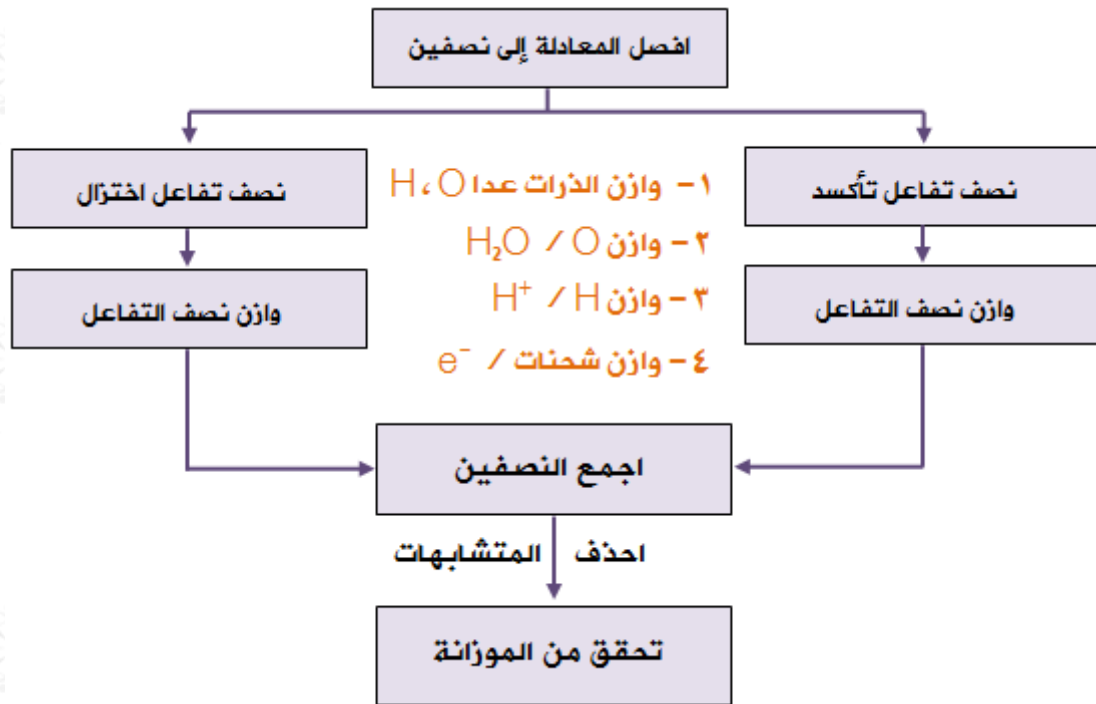 افصل المعادلة إلى نصفين
نصف تفاعل تأكسد
نصف تفاعل اختزال
١ – وازن الذرات عدا H ، O
٢ – وازن H₂O / O
٣ – وازن H⁺ / H
٤ – وازن شحنات / e⁻
وازن نصف التفاعل
وازن نصف التفاعل
اجمع النصفين
احذف المتشابهات
تحقق من الموزانة